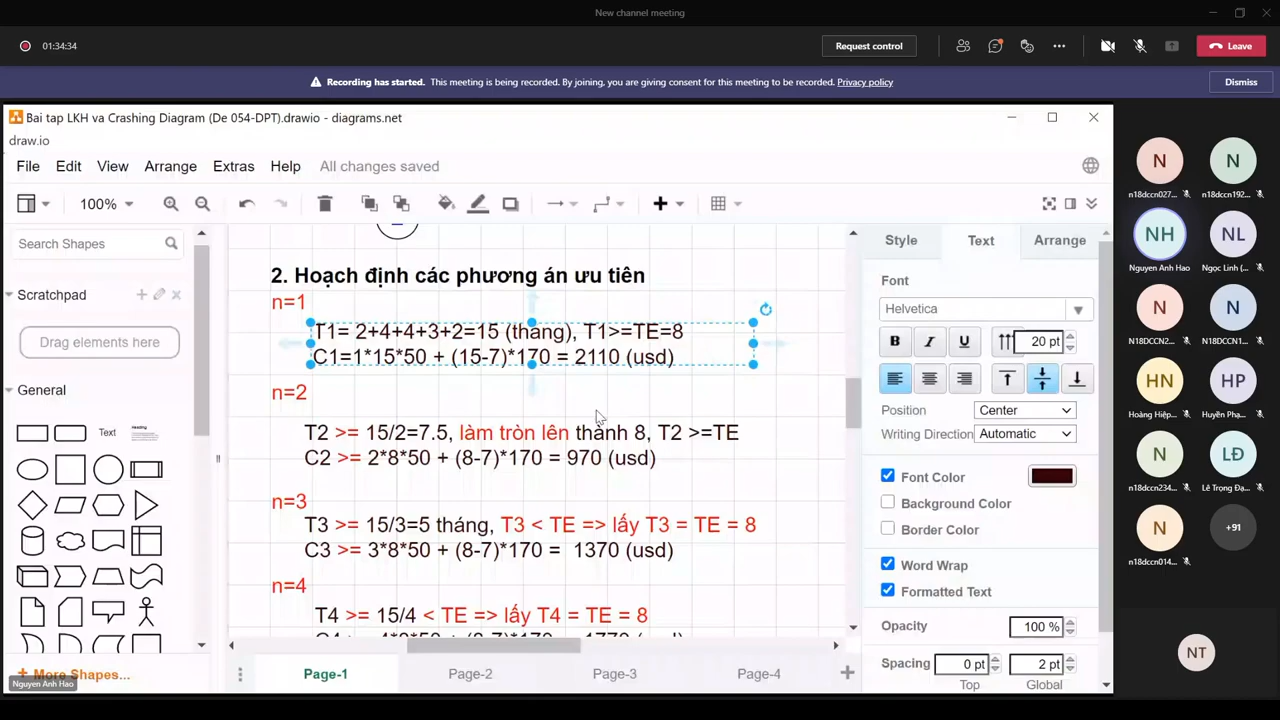 New channel meeting
01:34:34
Request control
Leave
Recording has started. This meeting is being recorded. By joining, you are giving consent for this meeting to be recorded. Privacy policy
Dismiss
Bai tap LKH va Crashing Diagram (De 054-DPT).drawio - diagrams.net
draw.io
File Edit View Arrange Extras Help All changes saved
100%
Search Shapes
Scratchpad
Drag elements here
General
Text
Heading
More Shapes...
Nguyen Anh Hao
2. Hoạch định các phương án ưu tiên
n=1
T1= 2+4+4+3+2=15 (tháng), T1>=TE=8
C1=1*15*50 + (15-7)*170 = 2110 (usd)
n=2
T2 >= 15/2=7.5, làm tròn lên thành 8, T2 >=TE
C2 >= 2*8*50 + (8-7)*170 = 970 (usd)
n=3
T3 >= 15/3=5 tháng, T3 < TE => lấy T3 = TE = 8
C3 >= 3*8*50 + (8-7)*170 = 1370 (usd)
n=4
T4 >= 15/4 < TE => lấy T4 = TE = 8
Page-1 Page-2 Page-3 Page-4
Style Text Arrange
Font
Helvetica
B I U 20 pt
Position Center
Writing Direction Automatic
Font Color
Background Color
Border Color
Word Wrap
Formatted Text
Opacity 100 %
Spacing 0 pt 2 pt
Top Global
N N
n18dccn027... n18dccn192...
NH NL
Nguyen Anh Hao Ngọc Linh (...
N N
N18DCCN2... N18DCCN1...
HN HP
Hoàng Hiệp... Huyền Phạ...
N LĐ
n18dccn234... Lê Trọng Đạ...
N +91
n18dccn014...
NT